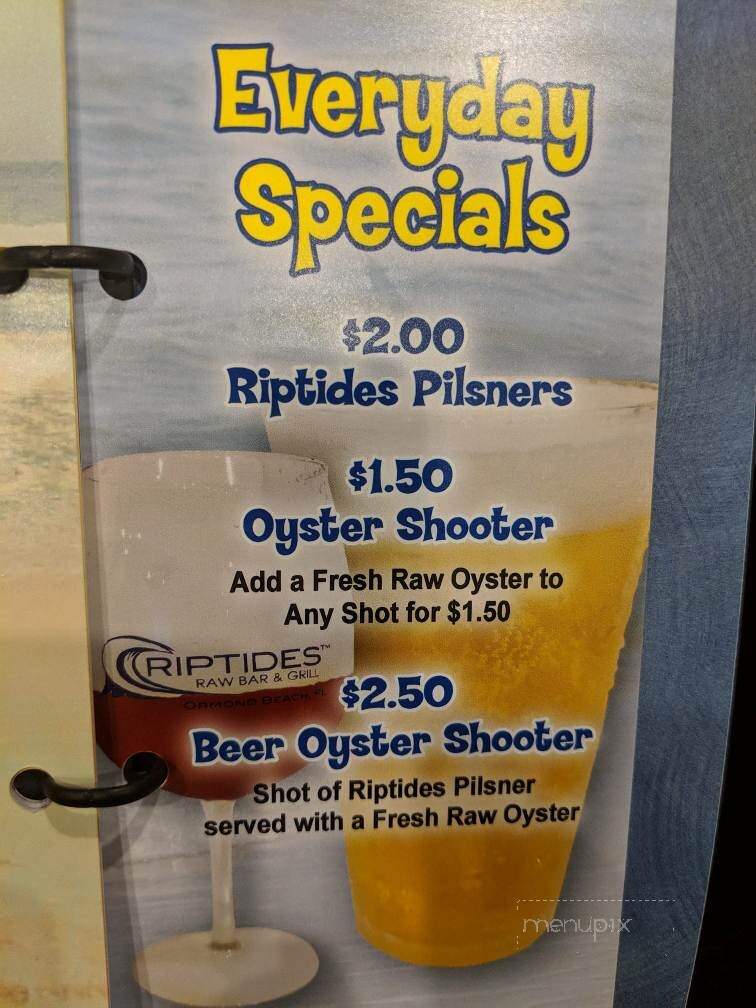 Everyday
Specials
$2.00
Riptides Pilsners
$1.50
Oyster Shooter
Add a Fresh Raw Oyster to
Any Shot for $1.50
RIPTIDES™
RAW BAR & GRILL
ORMOND BEACH, FL
$2.50
Beer Oyster Shooter
Shot of Riptides Pilsner
served with a Fresh Raw Oyster
menupix